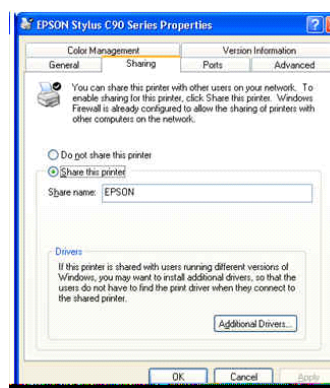 EPSON Stylus C90 Series Properties
Color Management Version Information
General Sharing Ports Advanced
You can share this printer with other users on your network. To
enable sharing for this printer, click Share this printer. Windows
Firewall is already configured to allow the sharing of printers with
other computers on the network.
Do not share this printer
Share this printer
Share name: EPSON
Drivers
If this printer is shared with users running different versions of
Windows, you may want to install additional drivers, so that the
users do not have to find the print driver when they connect to
the shared printer.
Additional Drivers...
OK Cancel Apply